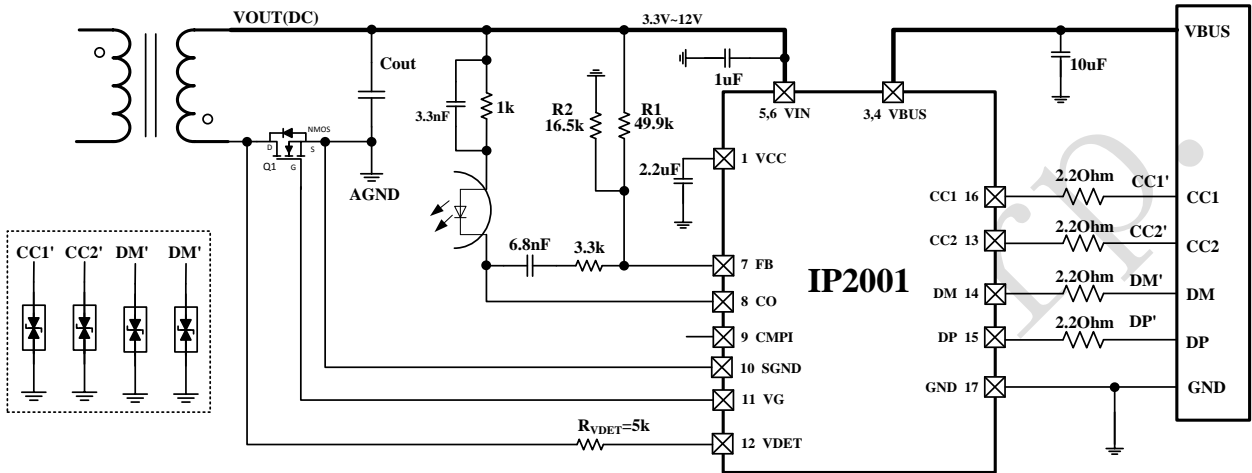 VOUT(DC)
3.3V~12V
VBUS
Cout
1uF
10uF
3.3nF
1k
R2
16.5k
R1
49.9k
5,6 VIN
3,4 VBUS
NMOS
D
S
G
Q1
AGND
2.2uF
1 VCC
2.2Ohm
CC1'
CC1 16
CC1
2.2Ohm
CC2'
CC2 13
CC2
CC1' CC2' DM' DM'
6.8nF
3.3k
7 FB
IP2001
2.2Ohm
DM'
DM 14
DM
8 CO
2.2Ohm
DP'
DP 15
DP
9 CMPI
10 SGND
GND 17
GND
11 VG
RVDET=5k
12 VDET
rp.